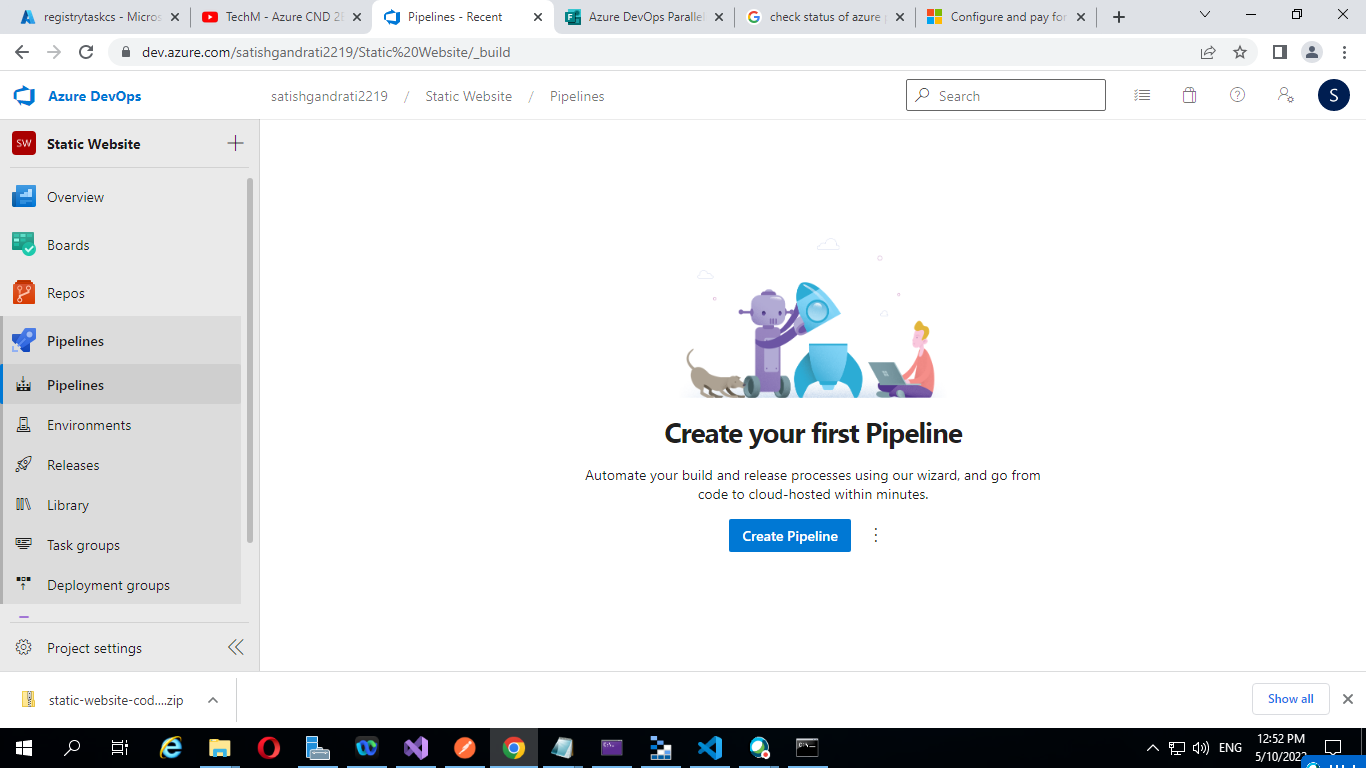 registrytaskcs - Micros
TechM - Azure CND 2
Pipelines - Recent
Azure DevOps Parallel
check status of azure p
Configure and pay for
dev.azure.com/satishgandrati2219/Static%20Website/_build
Azure DevOps
satishgandrati2219 / Static Website / Pipelines
Search
S
SW Static Website
Overview
Boards
Repos
Pipelines
Pipelines
Environments
Releases
Library
Task groups
Deployment groups
Project settings
Create your first Pipeline
Automate your build and release processes using our wizard, and go from
code to cloud-hosted within minutes.
Create Pipeline
static-website-cod....zip
Show all
ENG
12:52 PM